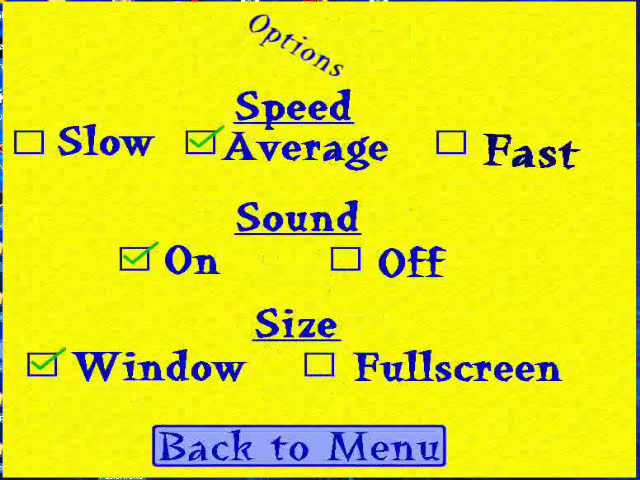 Options
Speed
Slow Average Fast
Sound
On Off
Size
Window Fullscreen
Back to Menu